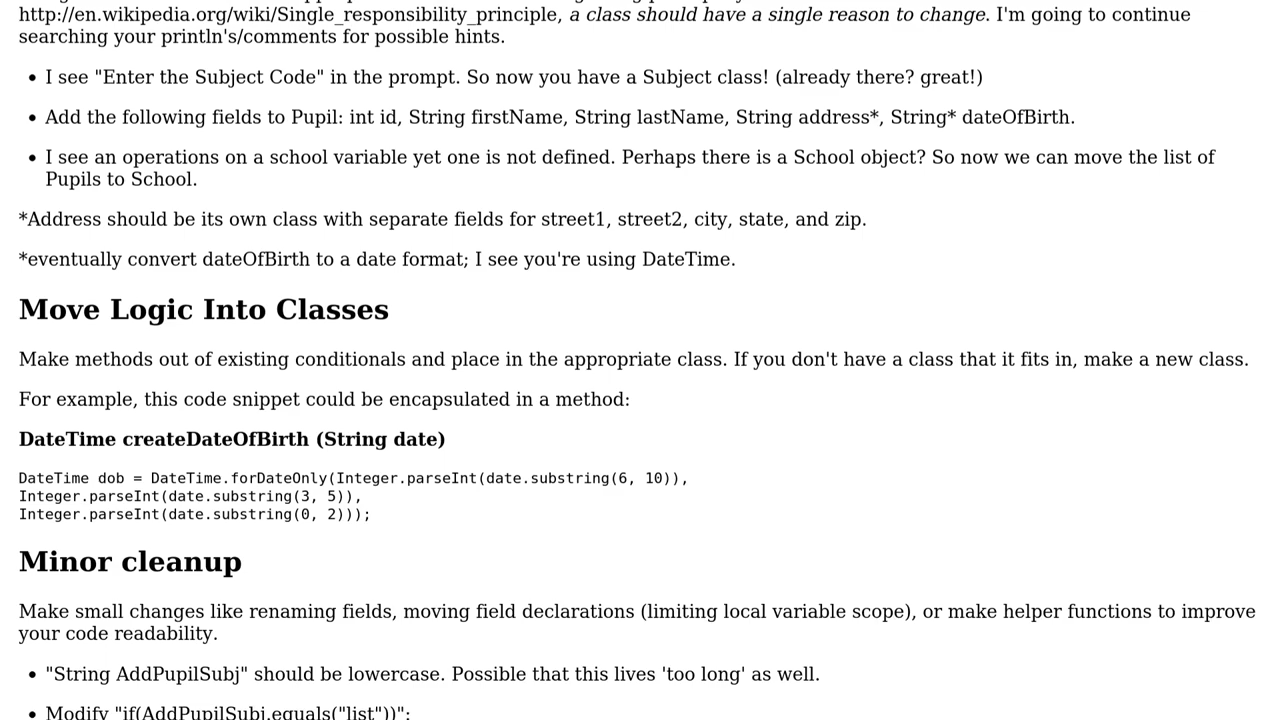 http://en.wikipedia.org/wiki/Single_responsibility_principle, a class should have a single reason to change. I'm going to continue
searching your println's/comments for possible hints.
• I see "Enter the Subject Code" in the prompt. So now you have a Subject class! (already there? great!)
• Add the following fields to Pupil: int id, String firstName, String lastName, String address*, String* dateOfBirth.
• I see an operations on a school variable yet one is not defined. Perhaps there is a School object? So now we can move the list of
Pupils to School.
*Address should be its own class with separate fields for street1, street2, city, state, and zip.
*eventually convert dateOfBirth to a date format; I see you're using DateTime.
Move Logic Into Classes
Make methods out of existing conditionals and place in the appropriate class. If you don't have a class that it fits in, make a new class.
For example, this code snippet could be encapsulated in a method:
DateTime createDateOfBirth (String date)
DateTime dob = DateTime.forDateOnly(Integer.parseInt(date.substring(6, 10)),
Integer.parseInt(date.substring(3, 5)),
Integer.parseInt(date.substring(0, 2)));
Minor cleanup
Make small changes like renaming fields, moving field declarations (limiting local variable scope), or make helper functions to improve
your code readability.
• "String AddPupilSubj" should be lowercase. Possible that this lives 'too long' as well.
• Modify "if(AddPupilSubj.equals("list"))":